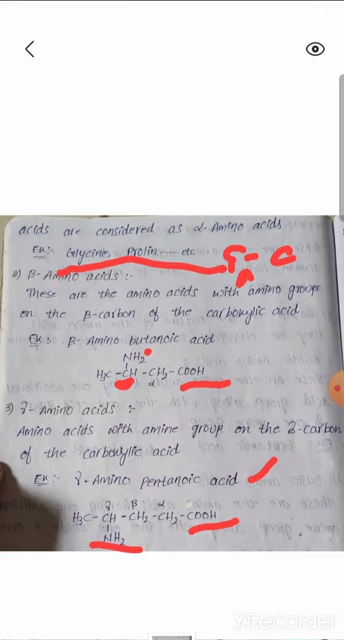 acids are considered as α-Amino acids
Ex:- Glycine, Prolin----- etc
2) β-Amino acids :-
These are the amino acids with amino group
on the β-carbon of the carboxylic acid
Ex:- β-Amino butanoic acid
NH₂
H₃C-CH-CH₂-COOH
α
3) γ-Amino acids :-
Amino acids with amine group on the γ-carbon
of the carboxylic acid
Ex:- γ-Amino Pentanoic acid
γ β α
H₃C-CH-CH₂-CH₂-COOH
NH₂
XRecorder